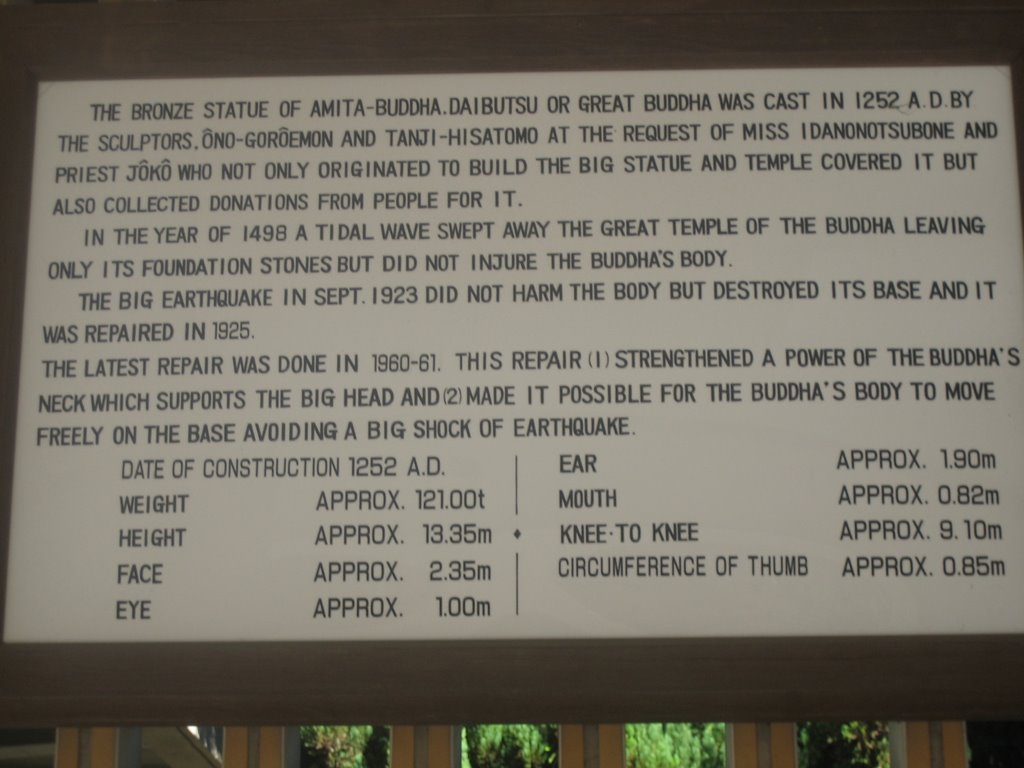 THE BRONZE STATUE OF AMITA-BUDDHA.DAIBUTSU OR GREAT BUDDHA WAS CAST IN 1252 A.D.BY
THE SCULPTORS.ÔNO-GORÔEMON AND TANJI-HISATOMO AT THE REQUEST OF MISS IDANONOTSUBONE AND
PRIEST JÔKÔ WHO NOT ONLY ORIGINATED TO BUILD THE BIG STATUE AND TEMPLE COVERED IT BUT
ALSO COLLECTED DONATIONS FROM PEOPLE FOR IT.
IN THE YEAR OF 1498 A TIDAL WAVE SWEPT AWAY THE GREAT TEMPLE OF THE BUDDHA LEAVING
ONLY ITS FOUNDATION STONES BUT DID NOT INJURE THE BUDDHA'S BODY.
THE BIG EARTHQUAKE IN SEPT. 1923 DID NOT HARM THE BODY BUT DESTROYED ITS BASE AND IT
WAS REPAIRED IN 1925.
THE LATEST REPAIR WAS DONE IN 1960-61. THIS REPAIR (1) STRENGTHENED A POWER OF THE BUDDHA'S
NECK WHICH SUPPORTS THE BIG HEAD AND (2) MADE IT POSSIBLE FOR THE BUDDHA'S BODY TO MOVE
FREELY ON THE BASE AVOIDING A BIG SHOCK OF EARTHQUAKE.
DATE OF CONSTRUCTION 1252 A.D.
WEIGHT APPROX. 121.00t
HEIGHT APPROX. 13.35m
FACE APPROX. 2.35m
EYE APPROX. 1.00m
EAR APPROX. 1.90m
MOUTH APPROX. 0.82m
KNEE·TO KNEE APPROX. 9.10m
CIRCUMFERENCE OF THUMB APPROX. 0.85m